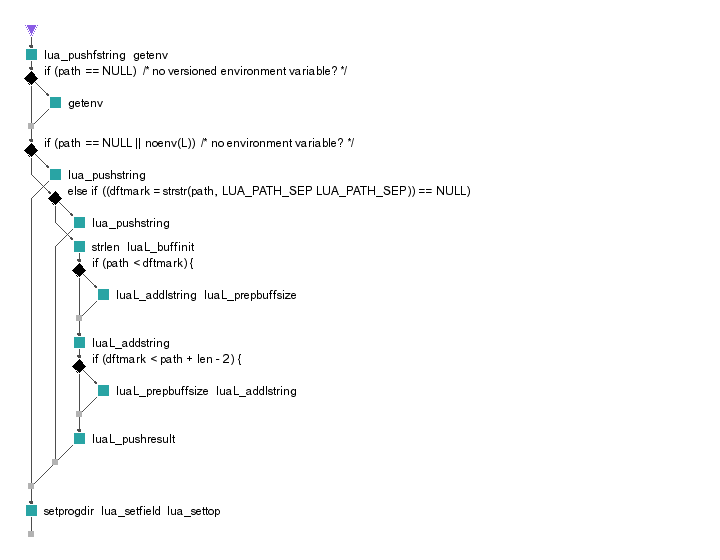 lua_pushfstring getenv
if (path == NULL) /* no versioned environment variable? */
getenv
if (path == NULL || noenv(L)) /* no environment variable? */
lua_pushstring
else if ((dftmark = strstr(path, LUA_PATH_SEP LUA_PATH_SEP)) == NULL)
lua_pushstring
strlen luaL_buffinit
if (path < dftmark) {
luaL_addlstring luaL_prepbuffsize
luaL_addstring
if (dftmark < path + len - 2) {
luaL_prepbuffsize luaL_addlstring
luaL_pushresult
setprogdir lua_setfield lua_settop